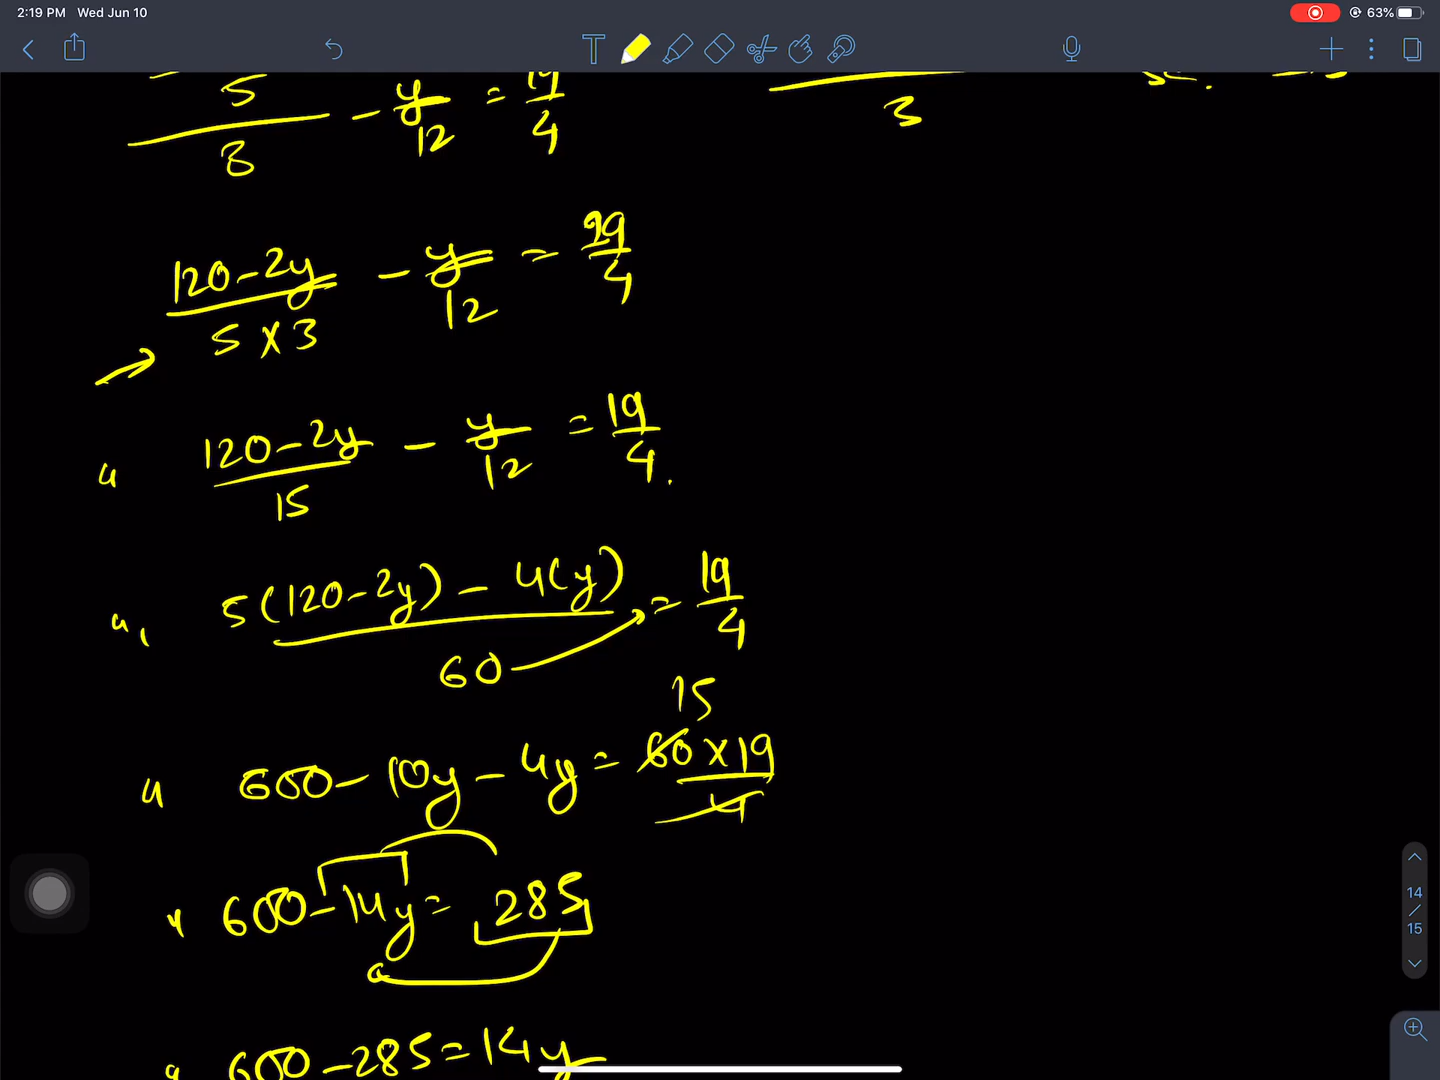 2:19 PM Wed Jun 10
63%
T
5
3
3 - y/12 = 19/4
(120-2y)/(5 x 3) - y/12 = 29/4
(120-2y)/15 - y/12 = 19/4.
(5(120-2y) - 4(y))/60 = 19/4
15
600 - 10y - 4y = (60 x 19)/4
600 - 14y = 285
600 - 285 = 14y
14
/
15